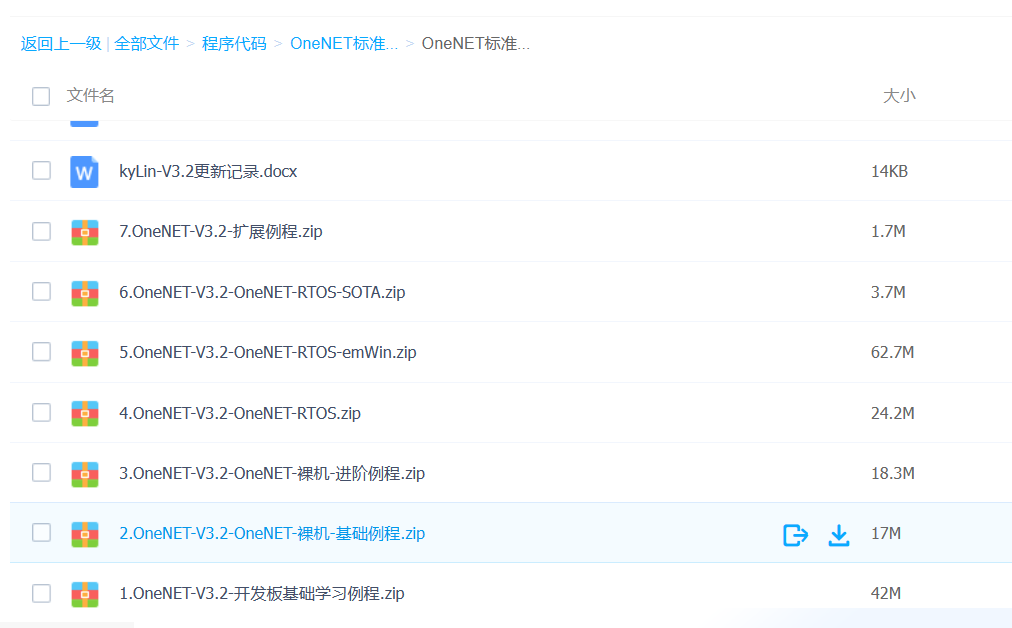 返回上一级 | 全部文件 > 程序代码 > OneNET标准... > OneNET标准...
文件名 大小
kyLin-V3.2更新记录.docx 14KB
7.OneNET-V3.2-扩展例程.zip 1.7M
6.OneNET-V3.2-OneNET-RTOS-SOTA.zip 3.7M
5.OneNET-V3.2-OneNET-RTOS-emWin.zip 62.7M
4.OneNET-V3.2-OneNET-RTOS.zip 24.2M
3.OneNET-V3.2-OneNET-裸机-进阶例程.zip 18.3M
2.OneNET-V3.2-OneNET-裸机-基础例程.zip 17M
1.OneNET-V3.2-开发板基础学习例程.zip 42M